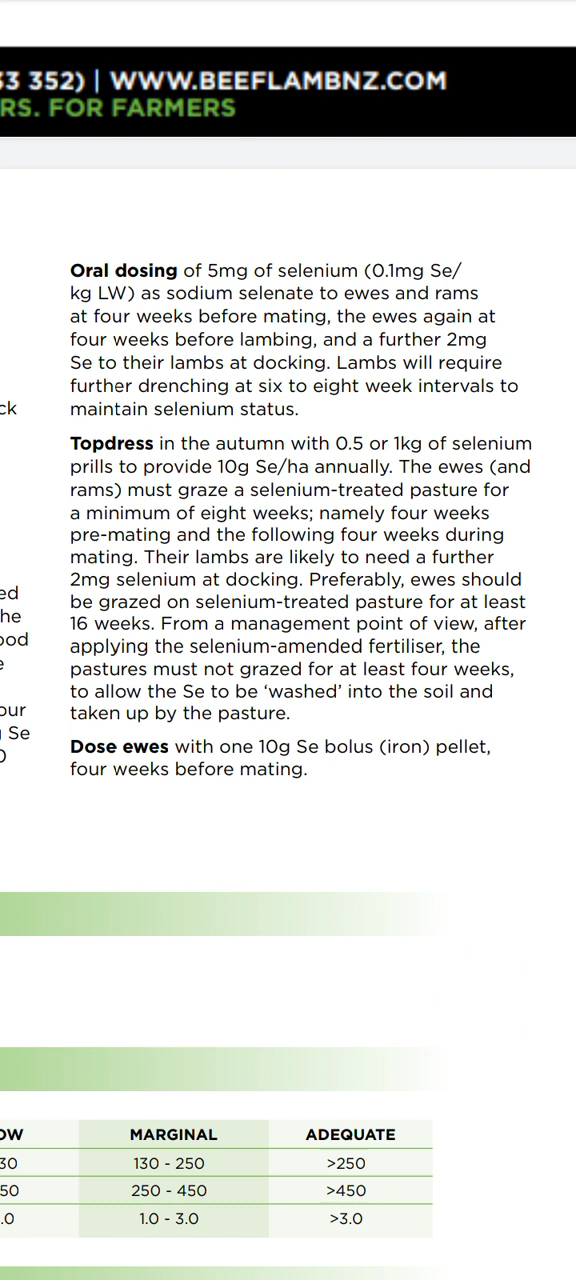 33 352) | WWW.BEEFLAMBNZ.COM
RS. FOR FARMERS
Oral dosing of 5mg of selenium (0.1mg Se/
kg LW) as sodium selenate to ewes and rams
at four weeks before mating, the ewes again at
four weeks before lambing, and a further 2mg
Se to their lambs at docking. Lambs will require
further drenching at six to eight week intervals to
maintain selenium status.
Topdress in the autumn with 0.5 or 1kg of selenium
prills to provide 10g Se/ha annually. The ewes (and
rams) must graze a selenium-treated pasture for
a minimum of eight weeks; namely four weeks
pre-mating and the following four weeks during
mating. Their lambs are likely to need a further
2mg selenium at docking. Preferably, ewes should
be grazed on selenium-treated pasture for at least
16 weeks. From a management point of view, after
applying the selenium-amended fertiliser, the
pastures must not grazed for at least four weeks,
to allow the Se to be ‘washed’ into the soil and
taken up by the pasture.
Dose ewes with one 10g Se bolus (iron) pellet,
four weeks before mating.
MARGINAL ADEQUATE
130 - 250 >250
250 - 450 >450
1.0 - 3.0 >3.0